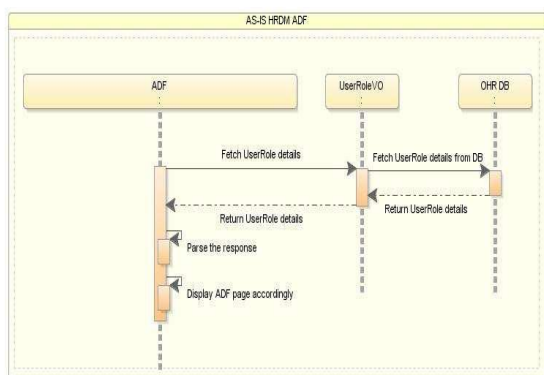 AS-IS HRDM ADF
ADF
:
UserRoleVO
:
OHR DB
:
Fetch UserRole details
Fetch UserRole details from DB
Return UserRole details
Return UserRole details
Parse the response
Display ADF page accordingly